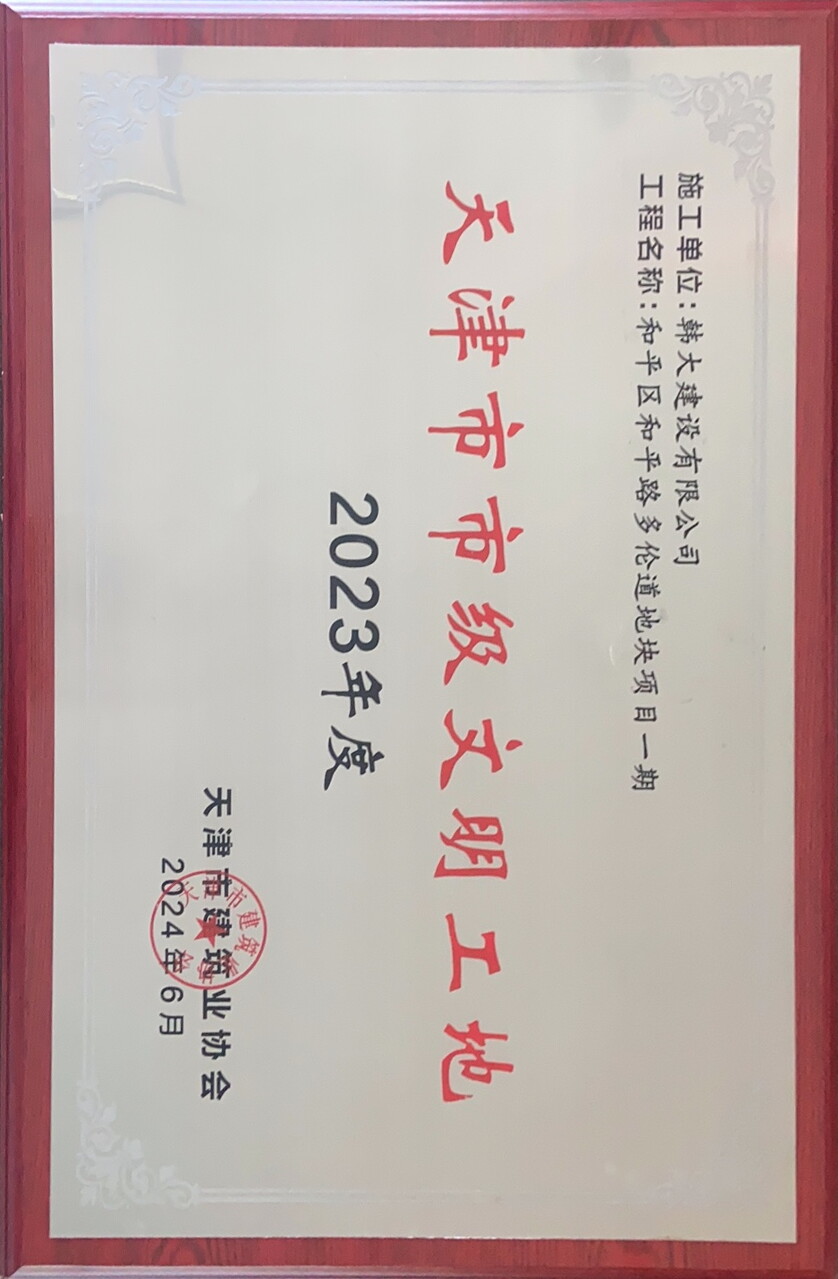 施工单位：韩大建设有限公司
工程名称：和平区和平路多伦道地块项目一期
天津市市级文明工地
2023年度
天津市建筑业协会
2024年6月